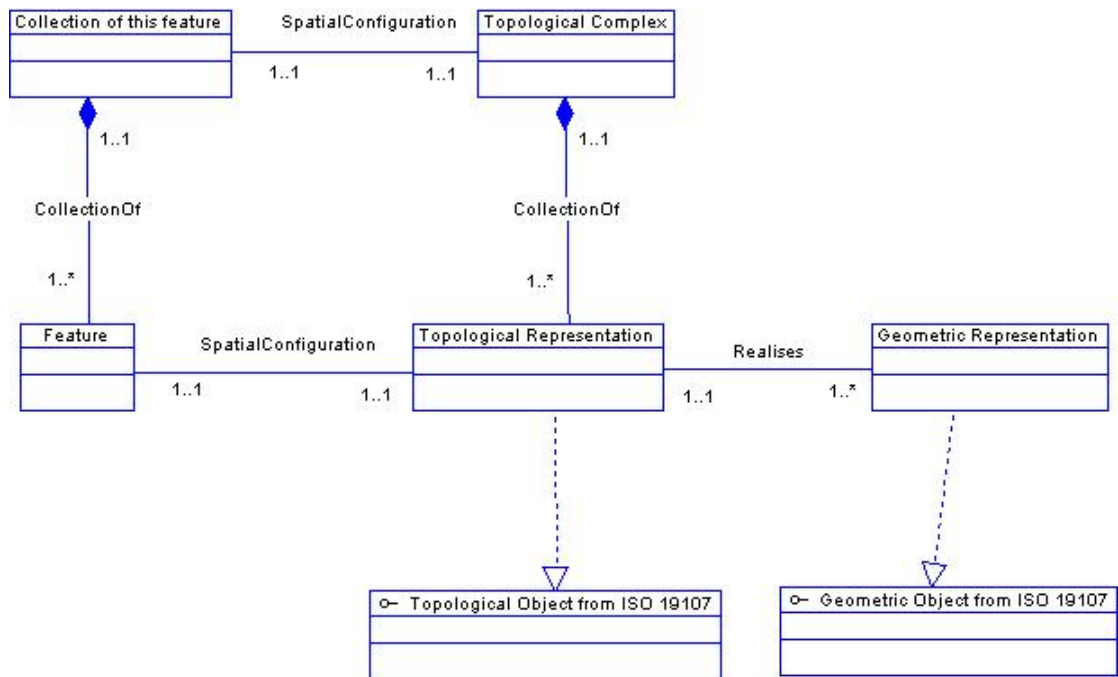 Collection of this feature
SpatialConfiguration
Topological Complex
1..1
1..1
1..1
1..1
CollectionOf
CollectionOf
1..*
1..*
Feature
SpatialConfiguration
Topological Representation
Realises
Geometric Representation
1..1
1..1
1..1
1..*
Topological Object from ISO 19107
Geometric Object from ISO 19107